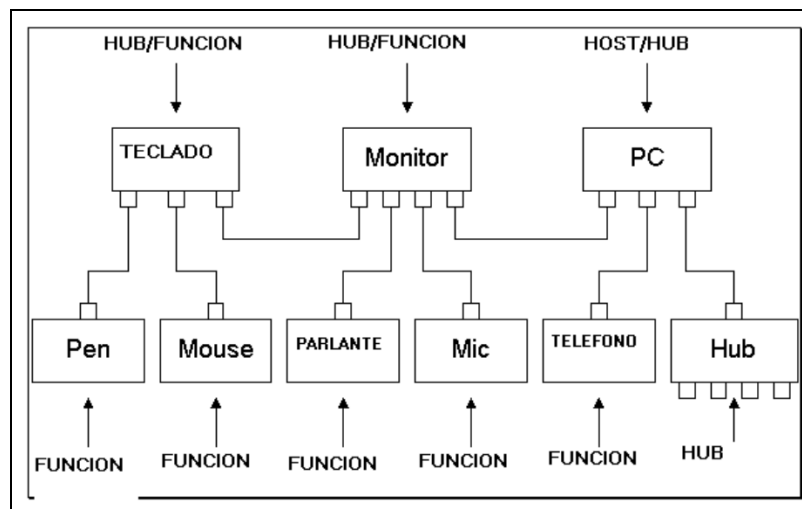 HUB/FUNCION
HUB/FUNCION
HOST/HUB
TECLADO
Monitor
PC
Pen
Mouse
PARLANTE
Mic
TELEFONO
Hub
FUNCION
FUNCION
FUNCION
FUNCION
FUNCION
HUB